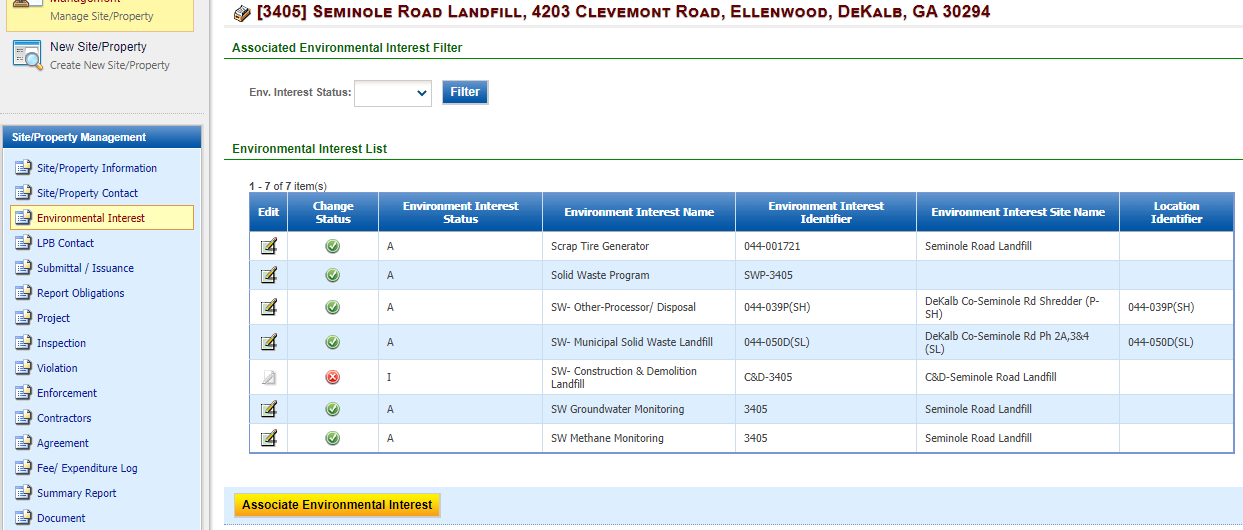 Management
Manage Site/Property
New Site/Property
Create New Site/Property
Site/Property Management
Site/Property Information
Site/Property Contact
Environmental Interest
LPB Contact
Submittal / Issuance
Report Obligations
Project
Inspection
Violation
Enforcement
Contractors
Agreement
Fee/ Expenditure Log
Summary Report
Document
[3405] Seminole Road Landfill, 4203 Clevemont Road, Ellenwood, DeKalb, GA 30294
Associated Environmental Interest Filter
Env. Interest Status: Filter
Environmental Interest List
1 - 7 of 7 item(s)
Edit Change Status Environment Interest Status Environment Interest Name Environment Interest Identifier Environment Interest Site Name Location Identifier
A Scrap Tire Generator 044-001721 Seminole Road Landfill
A Solid Waste Program SWP-3405
A SW- Other-Processor/ Disposal 044-039P(SH) DeKalb Co-Seminole Rd Shredder (P-SH) 044-039P(SH)
A SW- Municipal Solid Waste Landfill 044-050D(SL) DeKalb Co-Seminole Rd Ph 2A,3&4 (SL) 044-050D(SL)
I SW- Construction & Demolition Landfill C&D-3405 C&D-Seminole Road Landfill
A SW Groundwater Monitoring 3405 Seminole Road Landfill
A SW Methane Monitoring 3405 Seminole Road Landfill
Associate Environmental Interest